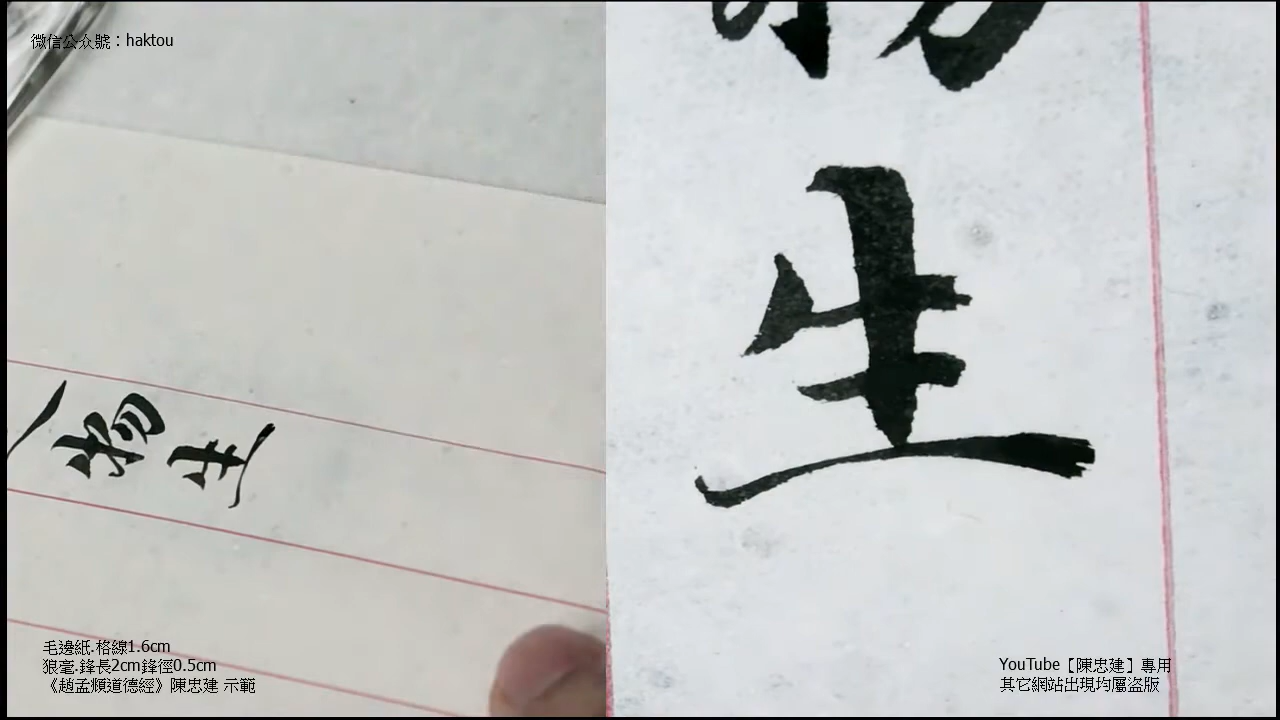 微信公众號：haktou
物生
生
毛邊紙.格線1.6cm
狼毫.鋒長2cm鋒徑0.5cm
《趙孟頫道德經》陳忠建 示範
YouTube［陳忠建］專用
其它網站出現均屬盜版